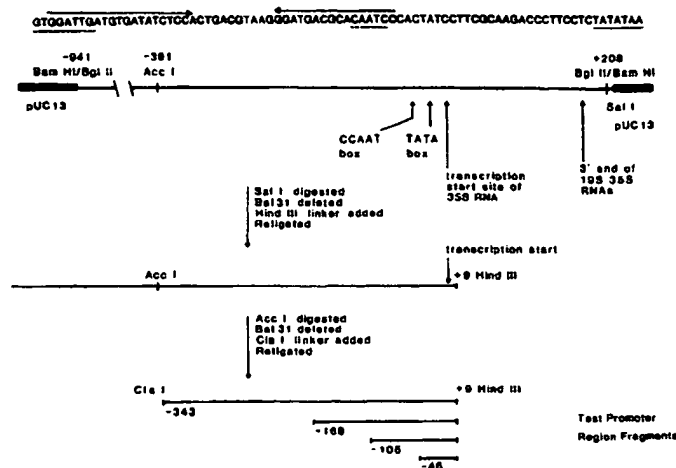 GTGGATTGATGTGATATCTCCACTGACGTAAGGGATGACGCACAATCCCACTATCCTTCGCAAGACCCTTCCTCTATATAA
-941
-381
+208
Bam HI/Bgl II
Acc I
Bgl II/Bam HI
pUC13
Sal I
pUC13
CCAAT
box
TATA
box
transcription
start site of
35S RNA
3' end of
19S 35S
RNAs
Sal I digested
Bal 31 deleted
Hind III linker added
Religated
transcription start
Acc I
+9 Hind III
Acc I digested
Bal 31 deleted
Cla I linker added
Religated
Cla I
+9 Hind III
-343
Test Promoter
-168
Region Fragments
-105
-46